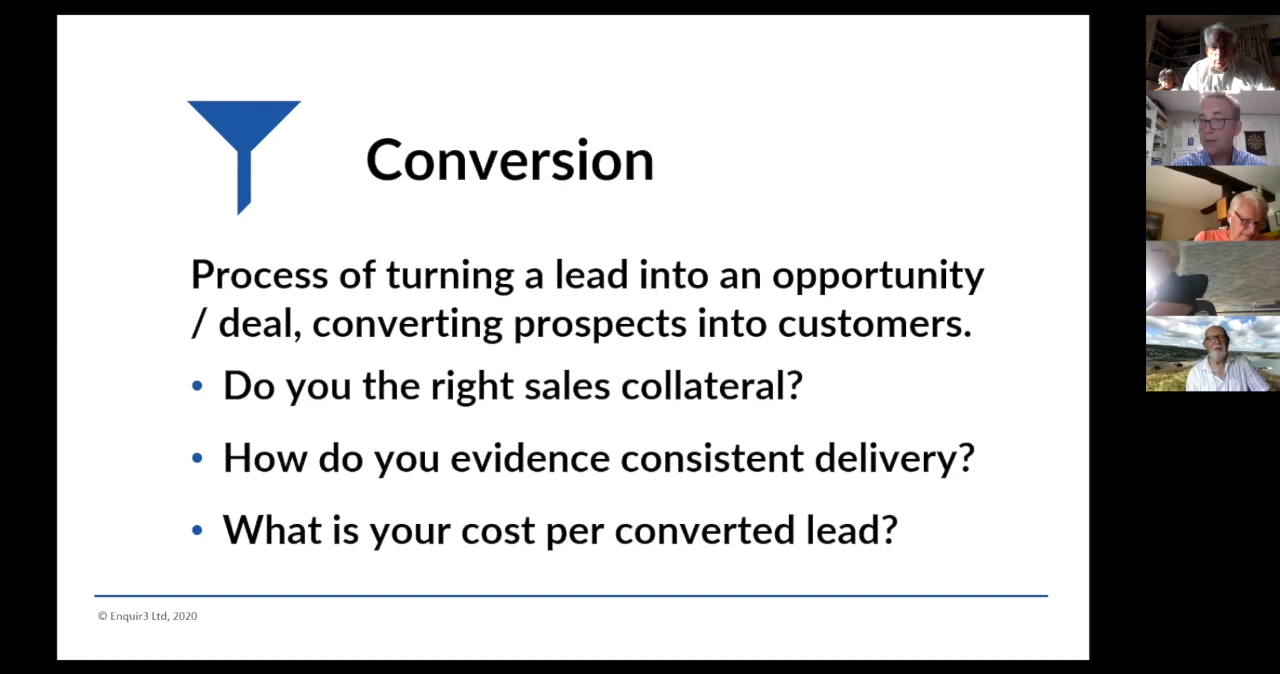 Conversion
Process of turning a lead into an opportunity
/ deal, converting prospects into customers.
• Do you the right sales collateral?
• How do you evidence consistent delivery?
• What is your cost per converted lead?
© Enquir3 Ltd, 2020